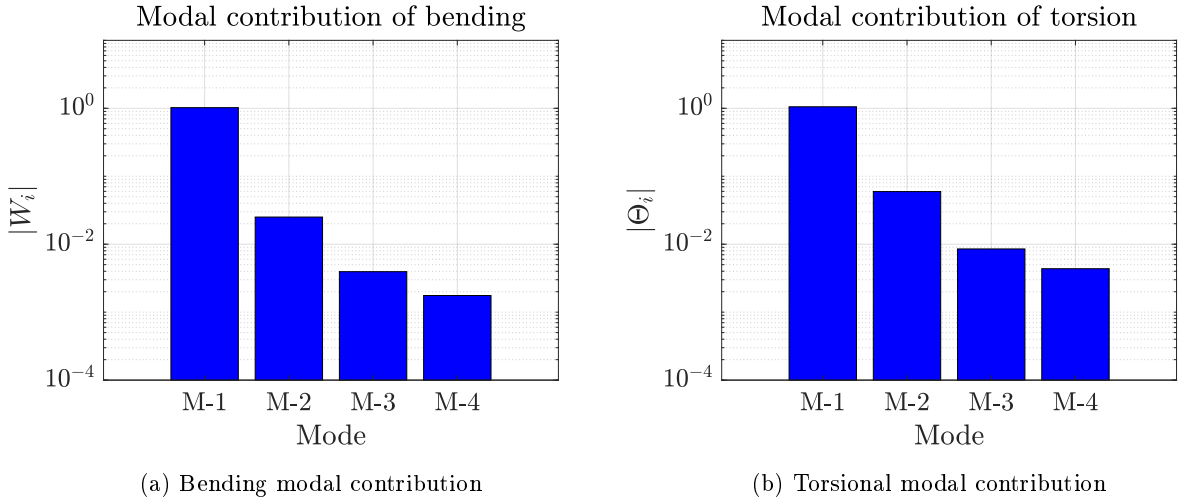 Modal contribution of bending
10^0
10^{-2}
10^{-4}
|W_i|
M-1 M-2 M-3 M-4
Mode
(a) Bending modal contribution
Modal contribution of torsion
10^0
10^{-2}
10^{-4}
|Θ_i|
M-1 M-2 M-3 M-4
Mode
(b) Torsional modal contribution